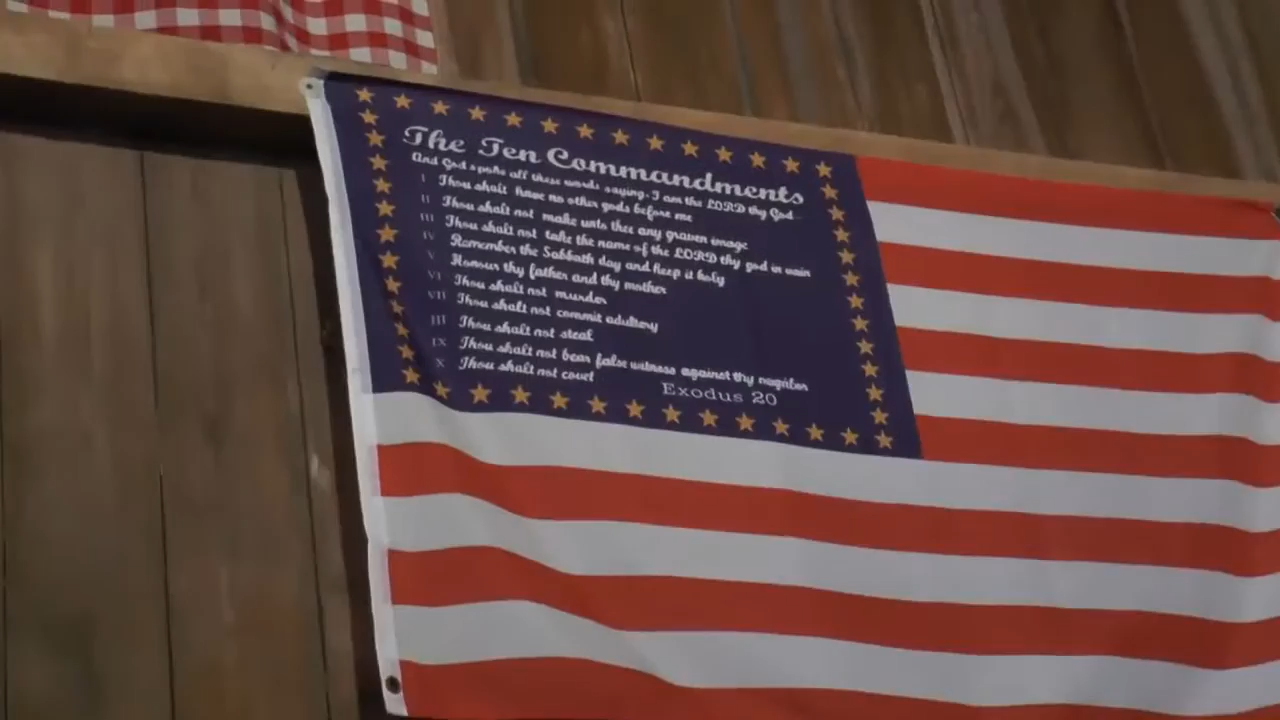 The Ten Commandments
And God spoke all these words saying. I am the LORD thy God
I Thou shalt have no other gods before me
II Thou shalt not make unto thee any graven image
III Thou shalt not take the name of the LORD thy god in vain
IV Remember the Sabbath day and keep it holy
V Honour thy father and thy mother
VI Thou shalt not murder
VII Thou shalt not commit adultery
III Thou shalt not steal
IX Thou shalt not bear false witness against thy
X Thou shalt not covet
Exodus 20